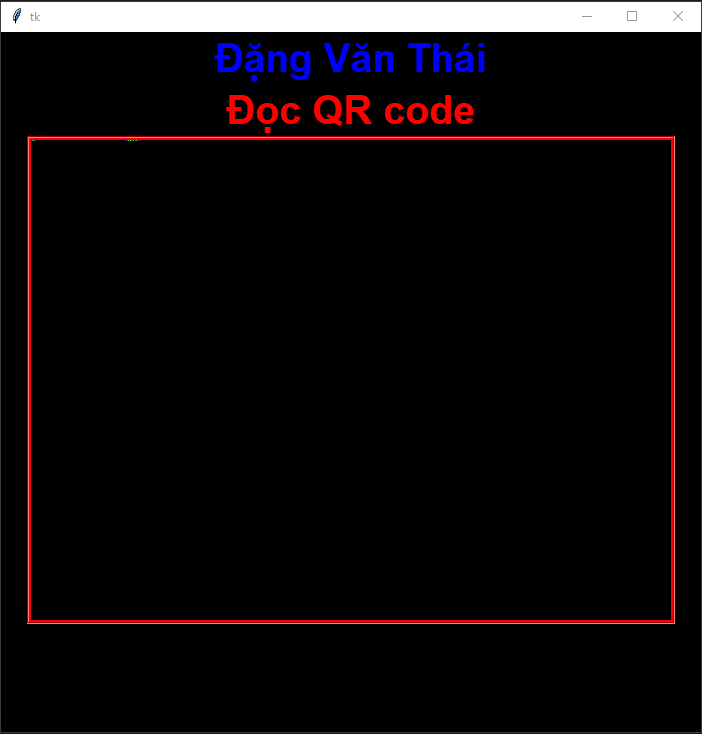 tk
Đặng Văn Thái
Đọc QR code